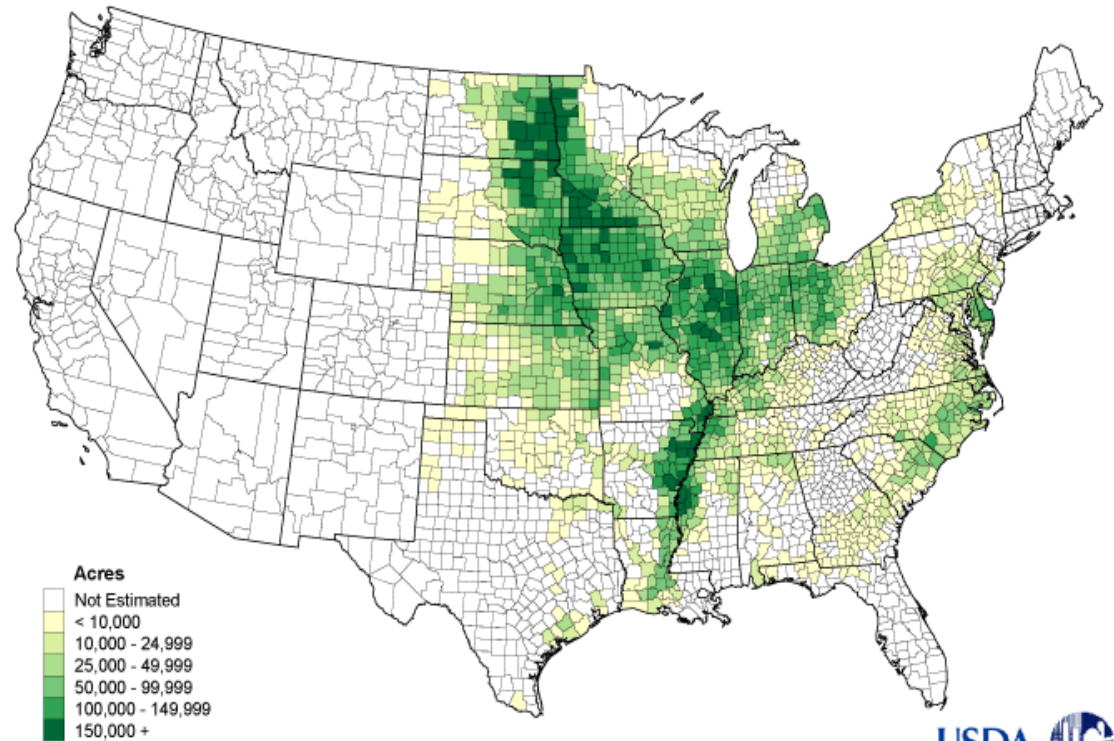 Acres
Not Estimated
< 10,000
10,000 - 24,999
25,000 - 49,999
50,000 - 99,999
100,000 - 149,999
150,000 +
USDA